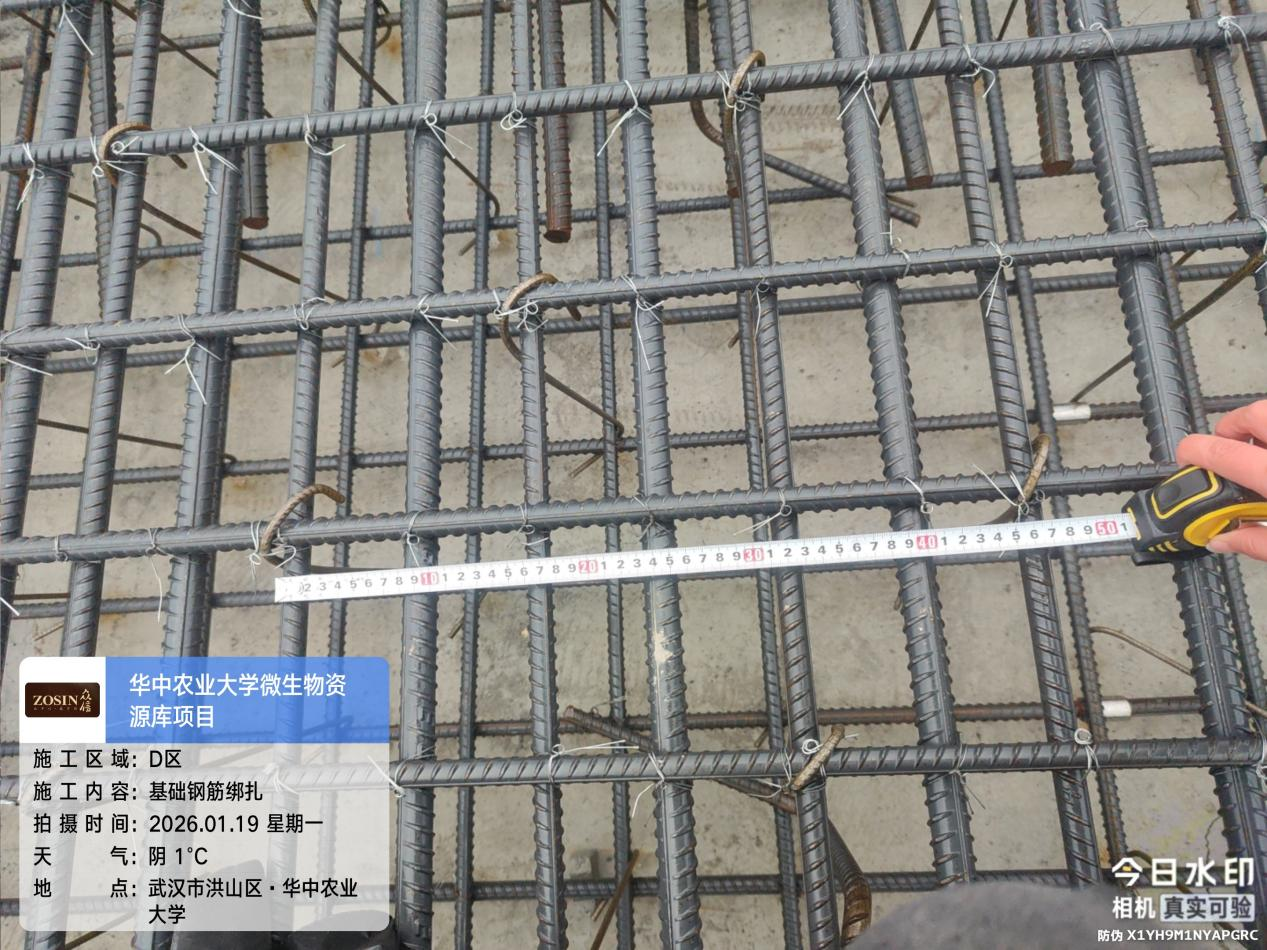 2 3 4 5 6 7 8 9 10 1 2 3 4 5 6 7 8 9 20 1 2 3 4 5 6 7 8 9 30 1 2 3 4 5 6 7 8 9 40 1 2 3 4 5 6 7 8 9 50 1
ZOSIN众信
华中农业大学微生物资
源库项目
施工区域：D区
施工内容：基础钢筋绑扎
拍摄时间：2026.01.19 星期一
天气：阴 1℃
地点：武汉市洪山区·华中农业
大学
今日水印
相机 真实可验
防伪 X1YH9M1NYAPGRC